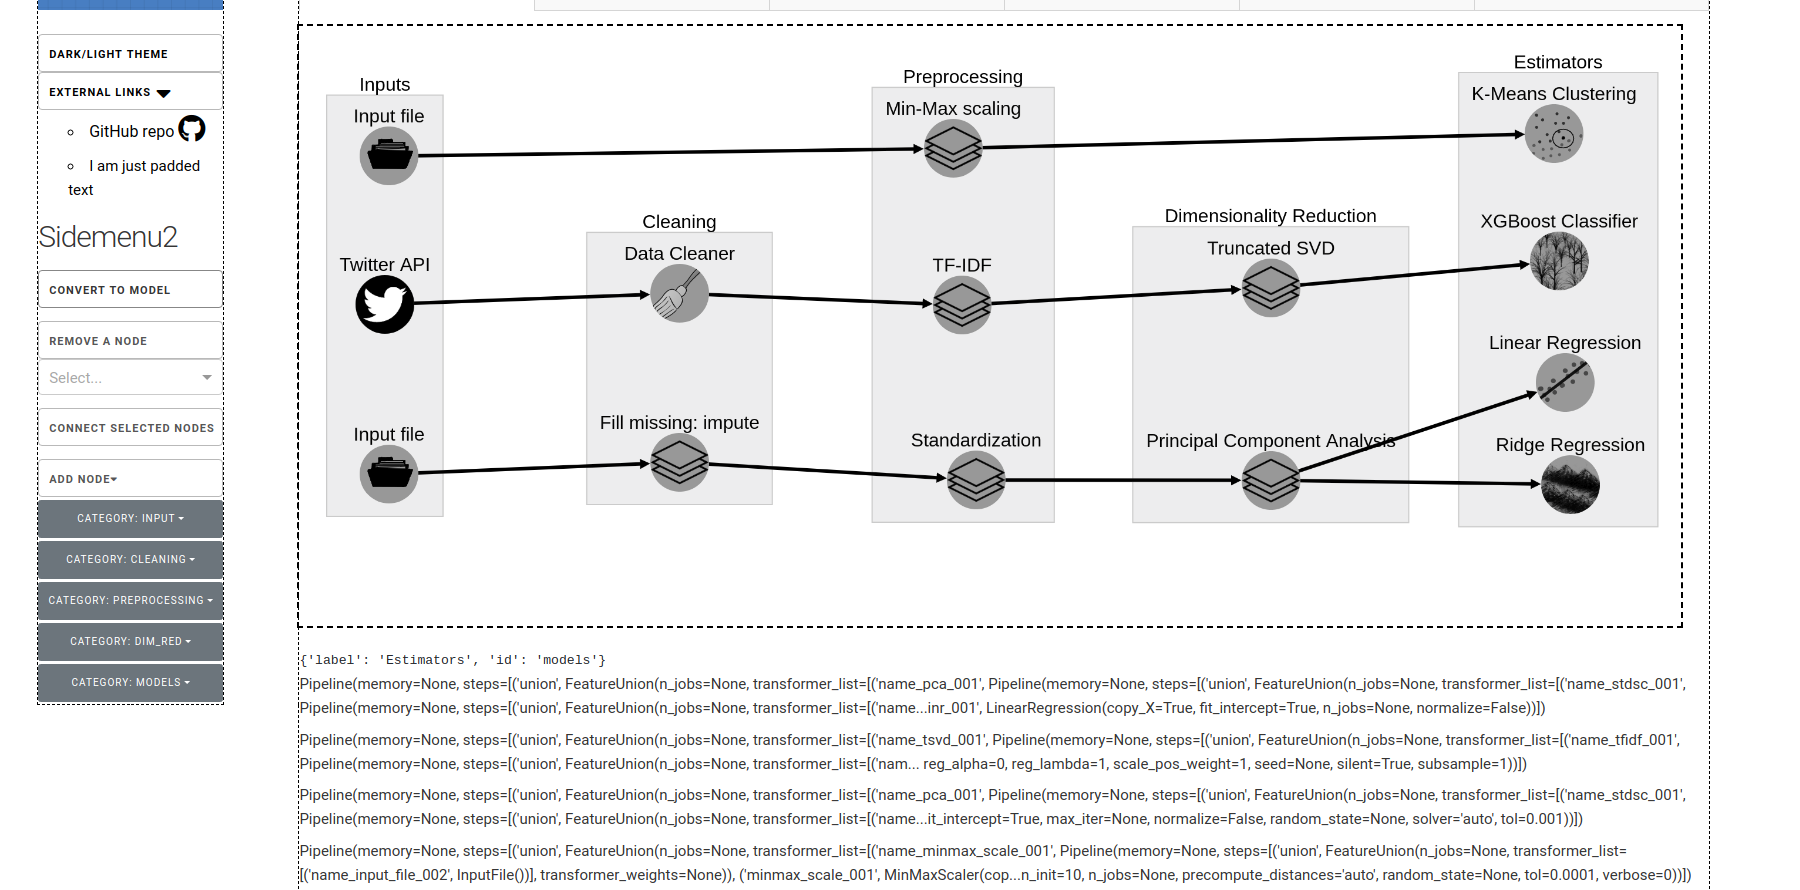 DARK/LIGHT THEME
EXTERNAL LINKS
GitHub repo
I am just padded
text
Sidemenu2
CONVERT TO MODEL
REMOVE A NODE
Select...
CONNECT SELECTED NODES
ADD NODE
CATEGORY: INPUT
CATEGORY: CLEANING
CATEGORY: PREPROCESSING
CATEGORY: DIM_RED
CATEGORY: MODELS
Inputs
Input file
Twitter API
Input file
Cleaning
Data Cleaner
Fill missing: impute
Preprocessing
Min-Max scaling
TF-IDF
Standardization
Dimensionality Reduction
Truncated SVD
Principal Component Analysis
Estimators
K-Means Clustering
XGBoost Classifier
Linear Regression
Ridge Regression
{'label': 'Estimators', 'id': 'models'}
Pipeline(memory=None, steps=[('union', FeatureUnion(n_jobs=None, transformer_list=[('name_pca_001', Pipeline(memory=None, steps=[('union', FeatureUnion(n_jobs=None, transformer_list=[('name_stdsc_001',
Pipeline(memory=None, steps=[('union', FeatureUnion(n_jobs=None, transformer_list=[('name...inr_001', LinearRegression(copy_X=True, fit_intercept=True, n_jobs=None, normalize=False))])
Pipeline(memory=None, steps=[('union', FeatureUnion(n_jobs=None, transformer_list=[('name_tsvd_001', Pipeline(memory=None, steps=[('union', FeatureUnion(n_jobs=None, transformer_list=[('name_tfidf_001',
Pipeline(memory=None, steps=[('union', FeatureUnion(n_jobs=None, transformer_list=[('nam... reg_alpha=0, reg_lambda=1, scale_pos_weight=1, seed=None, silent=True, subsample=1))])
Pipeline(memory=None, steps=[('union', FeatureUnion(n_jobs=None, transformer_list=[('name_pca_001', Pipeline(memory=None, steps=[('union', FeatureUnion(n_jobs=None, transformer_list=[('name_stdsc_001',
Pipeline(memory=None, steps=[('union', FeatureUnion(n_jobs=None, transformer_list=[('name...it_intercept=True, max_iter=None, normalize=False, random_state=None, solver='auto', tol=0.001))])
Pipeline(memory=None, steps=[('union', FeatureUnion(n_jobs=None, transformer_list=[('name_minmax_scale_001', Pipeline(memory=None, steps=[('union', FeatureUnion(n_jobs=None, transformer_list=
[('name_input_file_002', InputFile())], transformer_weights=None)), ('minmax_scale_001', MinMaxScaler(cop...n_init=10, n_jobs=None, precompute_distances='auto', random_state=None, tol=0.0001, verbose=0))])